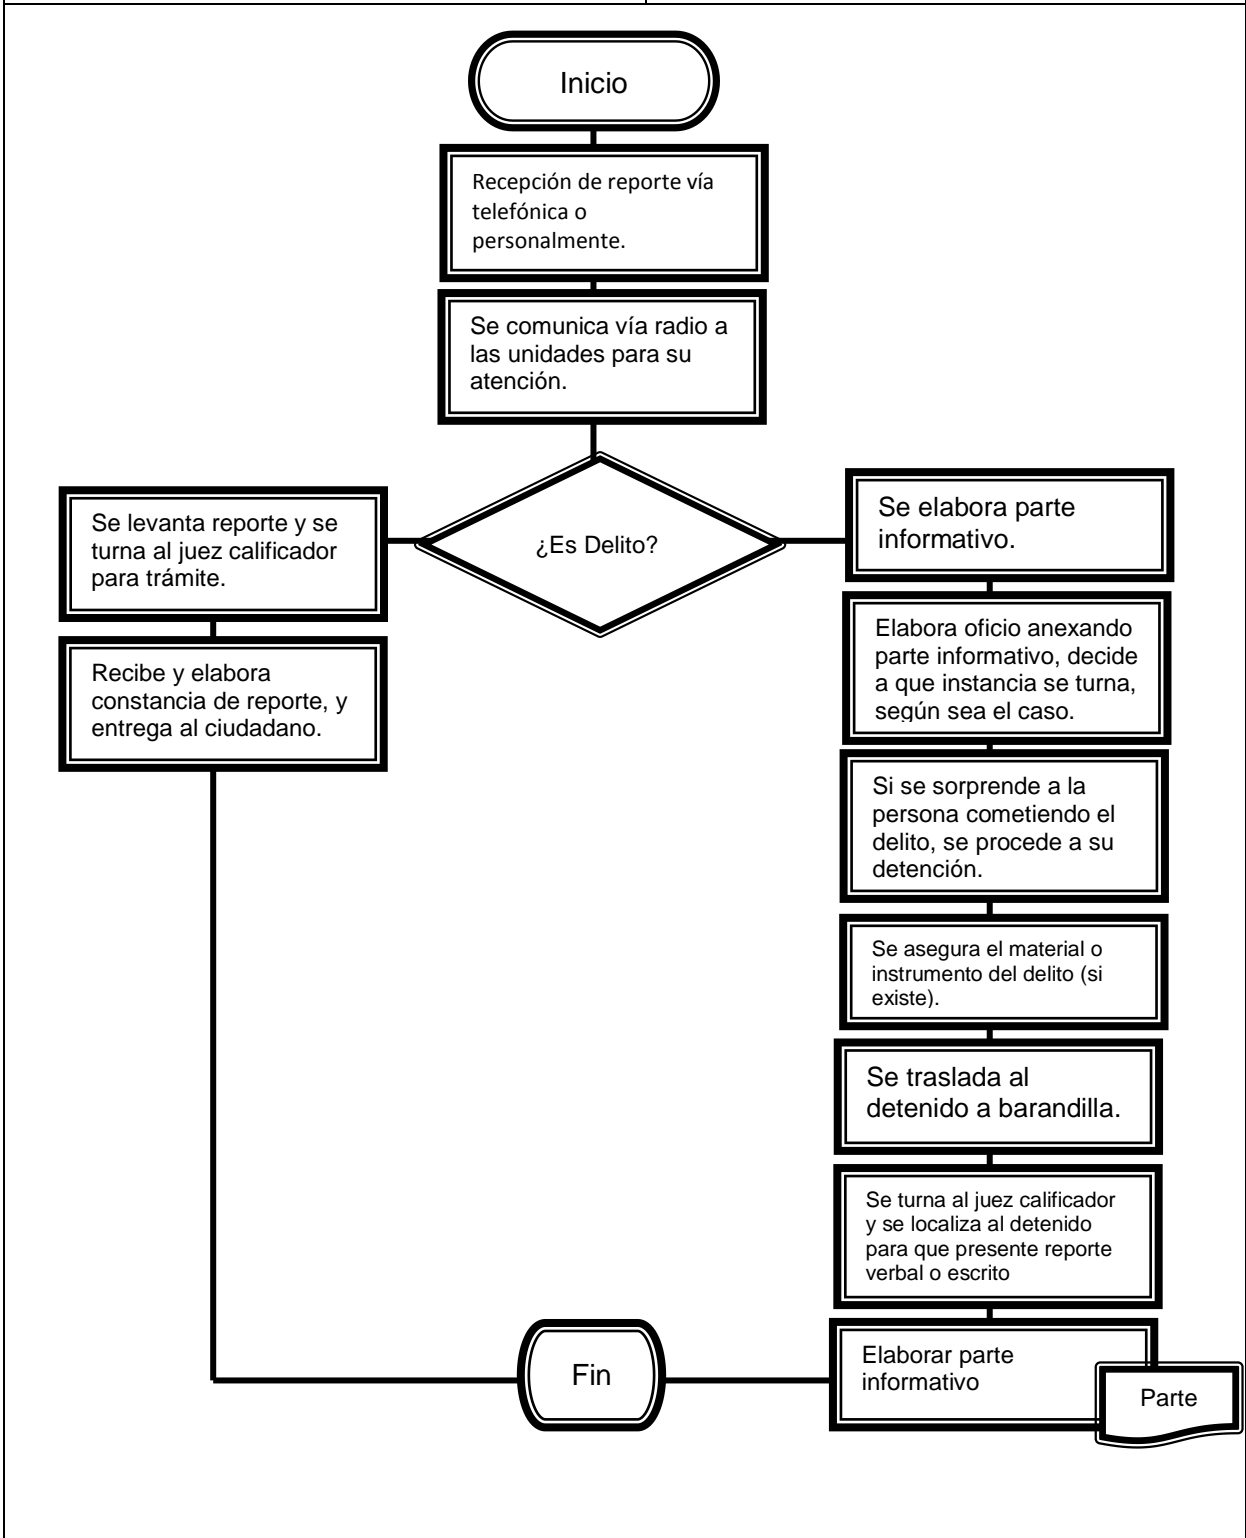 Inicio
Recepción de reporte vía
telefónica o
personalmente.
Se comunica vía radio a
las unidades para su
atención.
¿Es Delito?
Se levanta reporte y se
turna al juez calificador
para trámite.
Recibe y elabora
constancia de reporte, y
entrega al ciudadano.
Se elabora parte
informativo.
Elabora oficio anexando
parte informativo, decide
a que instancia se turna,
según sea el caso.
Si se sorprende a la
persona cometiendo el
delito, se procede a su
detención.
Se asegura el material o
instrumento del delito (si
existe).
Se traslada al
detenido a barandilla.
Se turna al juez calificador
y se localiza al detenido
para que presente reporte
verbal o escrito
Elaborar parte
informativo
Parte
Fin